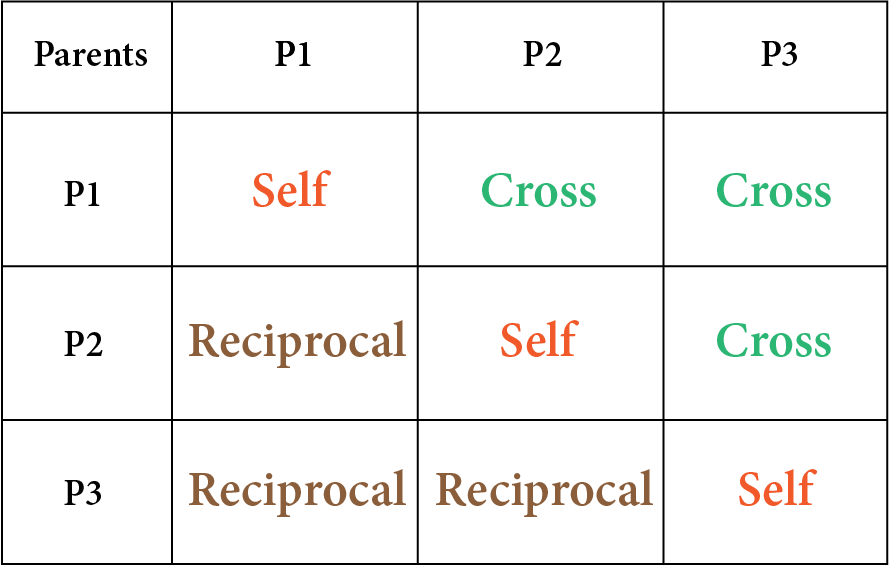 Parents P1 P2 P3
P1 Self Cross Cross
P2 Reciprocal Self Cross
P3 Reciprocal Reciprocal Self